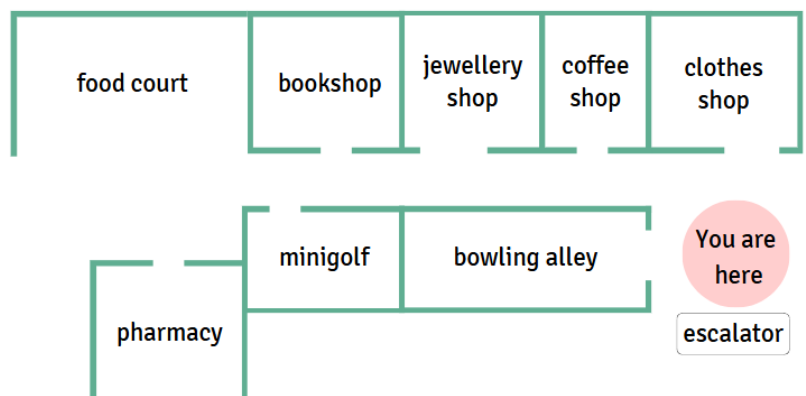 food court
bookshop
jewellery
shop
coffee
shop
clothes
shop
minigolf
bowling alley
You are
here
pharmacy
escalator